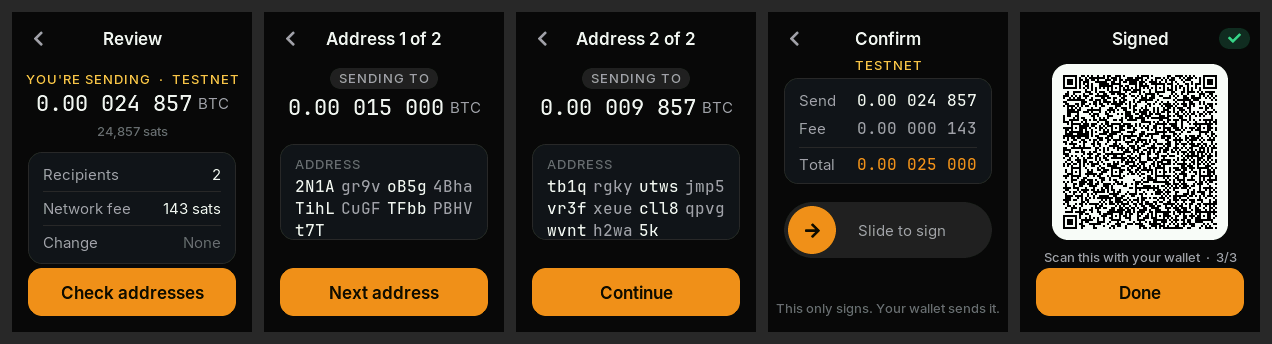 Review
YOU'RE SENDING · TESTNET
0.00 024 857 BTC
24,857 sats
Recipients 2
Network fee 143 sats
Change None
Check addresses
Address 1 of 2
SENDING TO
0.00 015 000 BTC
ADDRESS
2N1A gr9v oB5g 4Bha
TihL CuGF TFbb PBHV
t7T
Next address
Address 2 of 2
SENDING TO
0.00 009 857 BTC
ADDRESS
tb1q rgky utws jmp5
vr3f xeue cll8 qpvg
wvnt h2wa 5k
Continue
Confirm
TESTNET
Send 0.00 024 857
Fee 0.00 000 143
Total 0.00 025 000
Slide to sign
This only signs. Your wallet sends it.
Signed
Scan this with your wallet · 3/3
Done